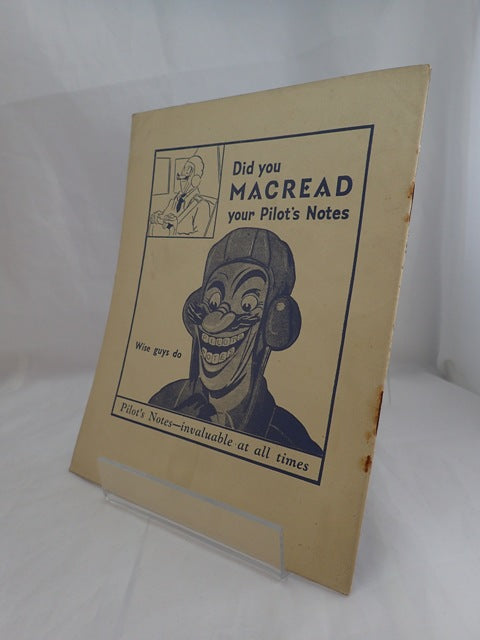 Did you
MACREAD
your Pilot's Notes
Wise guys do
Pilot's Notes—invaluable at all times